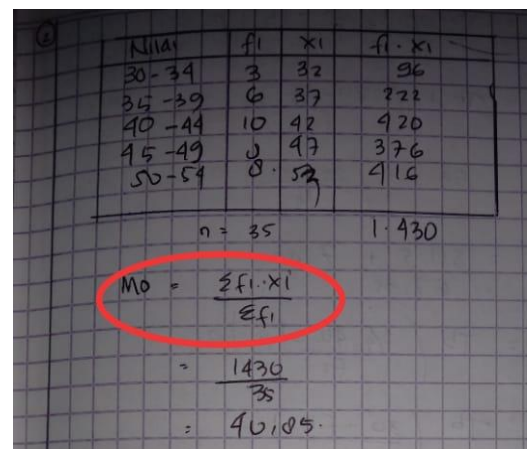 2
Nilai fi xi fi . xi
30 - 34 3 32 96
35 - 39 6 37 222
40 - 44 10 42 420
45 - 49 8 47 376
50 - 54 8 . 52 416
n = 35 1.430
Mo = Σfi..xi / Σfi
= 1430 / 35
= 40,85.